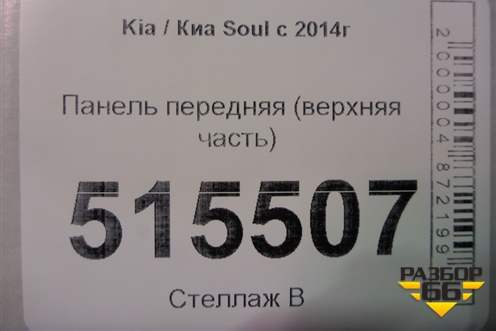 Kia / Киа Soul с 2014г
Панель передняя (верхняя
часть)
515507
Стеллаж В
2000004872199
РАЗБОР
66